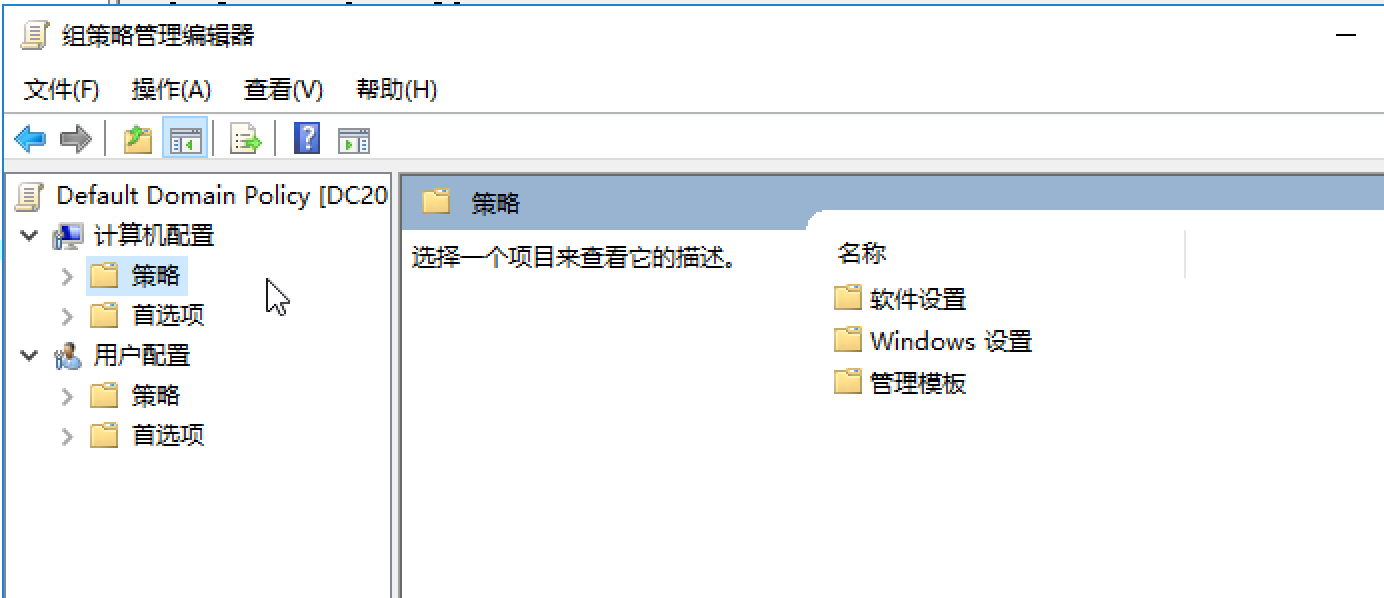 组策略管理编辑器
文件(F) 操作(A) 查看(V) 帮助(H)
Default Domain Policy [DC20
计算机配置
策略
首选项
用户配置
策略
首选项
策略
选择一个项目来查看它的描述。
名称
软件设置
Windows 设置
管理模板